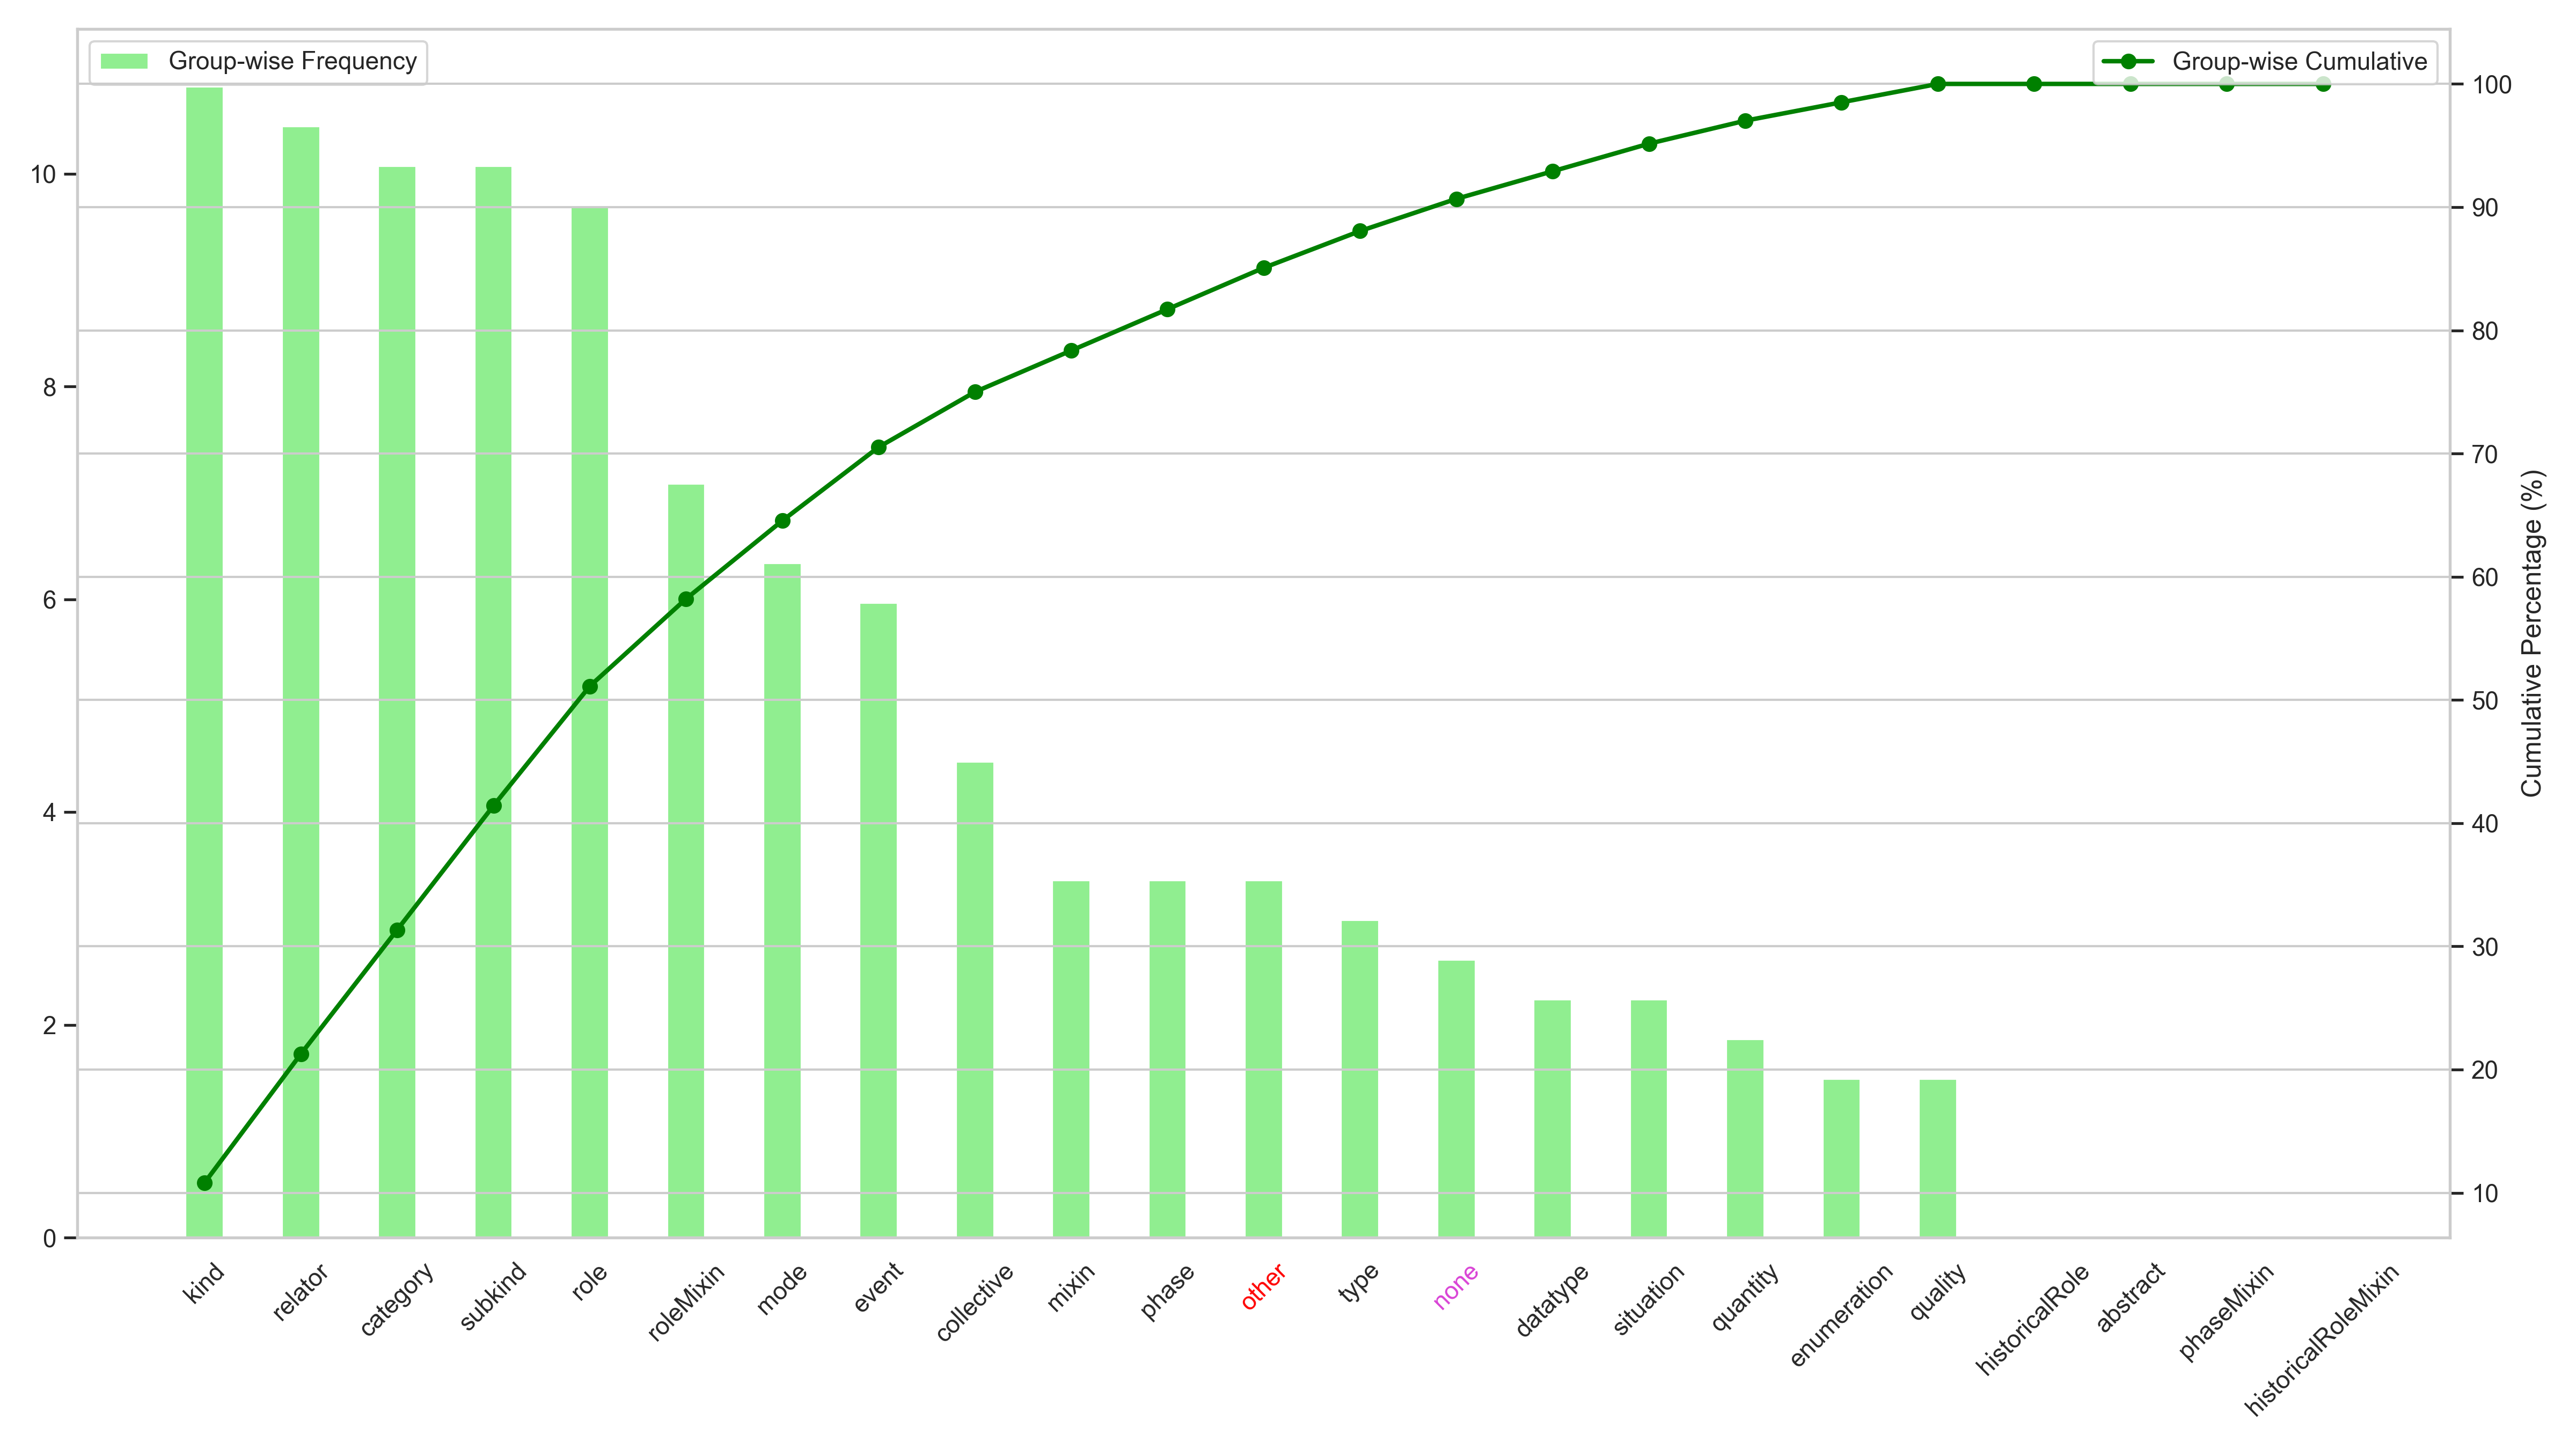 Group-wise Frequency
Group-wise Cumulative
10
8
6
4
2
0
100
90
80
70
60
50
40
30
20
10
Cumulative Percentage (%)
kind
relator
category
subkind
role
roleMixin
mode
event
collective
mixin
phase
other
type
none
datatype
situation
quantity
enumeration
quality
historicalRole
abstract
phaseMixin
historicalRoleMixin